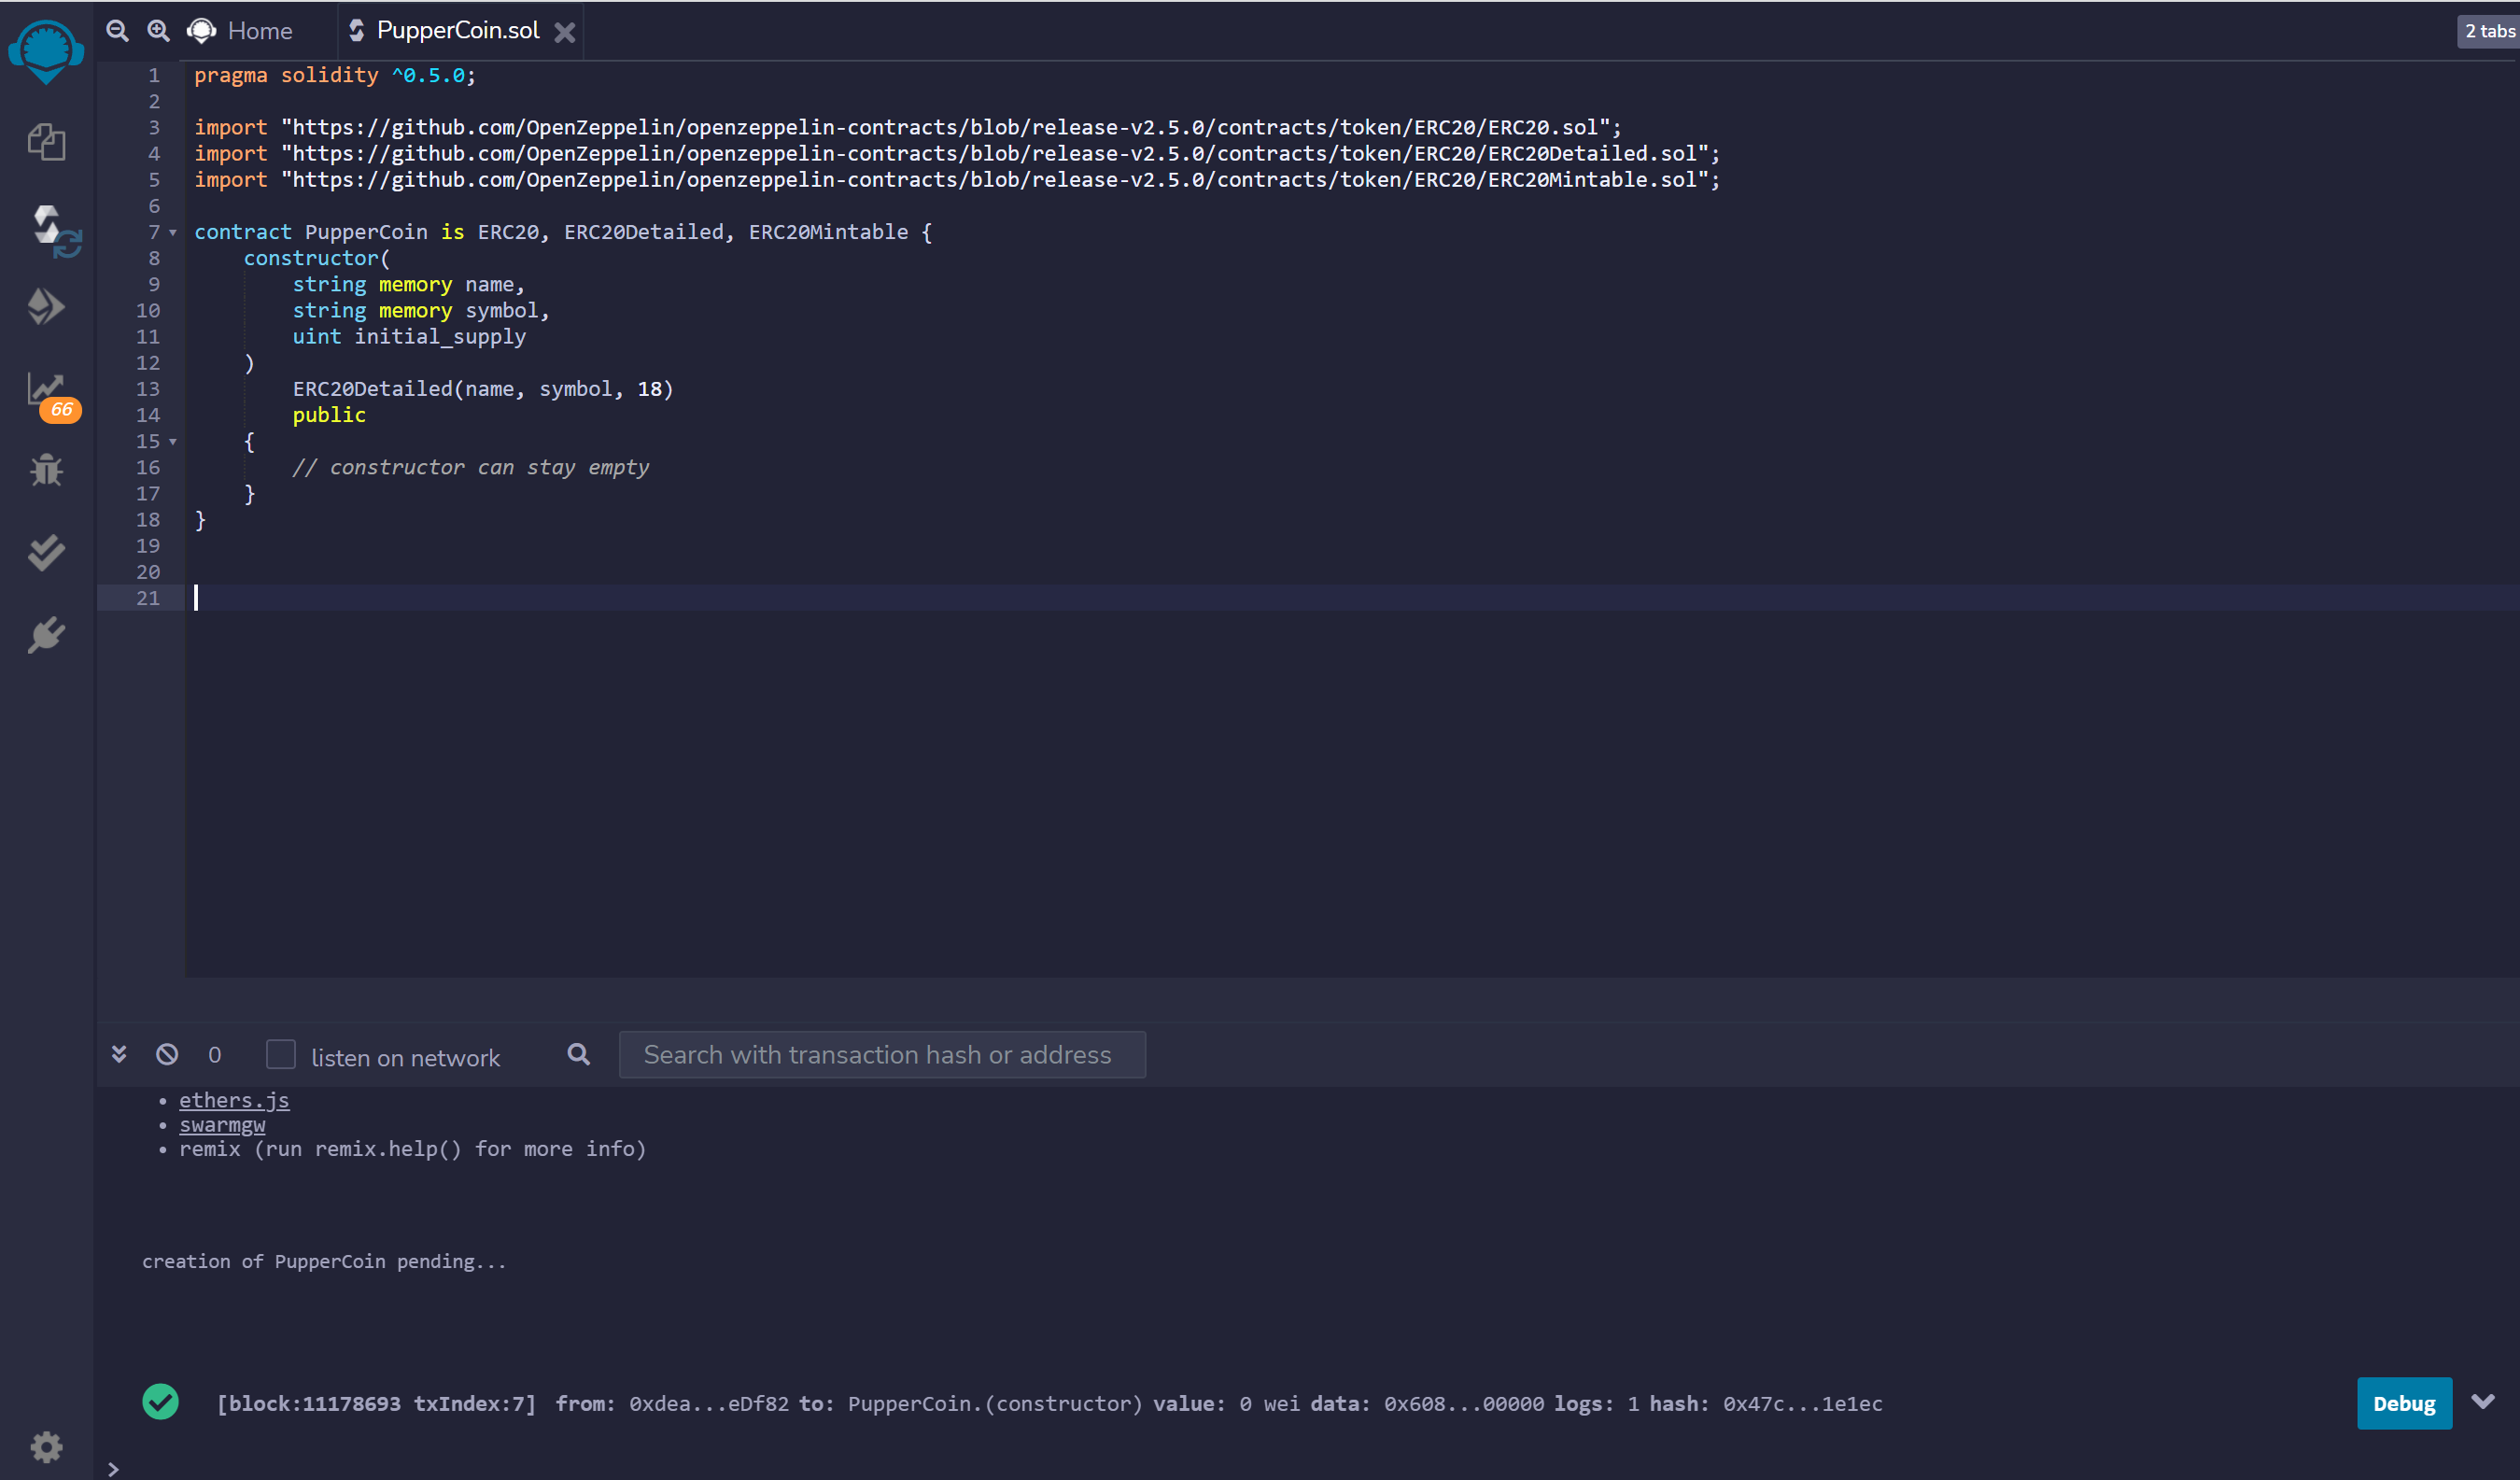 Home
PupperCoin.sol
2 tabs
1 pragma solidity ^0.5.0;
2
3 import "https://github.com/OpenZeppelin/openzeppelin-contracts/blob/release-v2.5.0/contracts/token/ERC20/ERC20.sol";
4 import "https://github.com/OpenZeppelin/openzeppelin-contracts/blob/release-v2.5.0/contracts/token/ERC20/ERC20Detailed.sol";
5 import "https://github.com/OpenZeppelin/openzeppelin-contracts/blob/release-v2.5.0/contracts/token/ERC20/ERC20Mintable.sol";
6
7 contract PupperCoin is ERC20, ERC20Detailed, ERC20Mintable {
8 constructor(
9 string memory name,
10 string memory symbol,
11 uint initial_supply
12 )
13 ERC20Detailed(name, symbol, 18)
14 public
15 {
16 // constructor can stay empty
17 }
18 }
19
20
21
66
0 listen on network
Search with transaction hash or address
• ethers.js
• swarmgw
• remix (run remix.help() for more info)
creation of PupperCoin pending...
[block:11178693 txIndex:7] from: 0xdea...eDf82 to: PupperCoin.(constructor) value: 0 wei data: 0x608...00000 logs: 1 hash: 0x47c...1e1ec
Debug
>